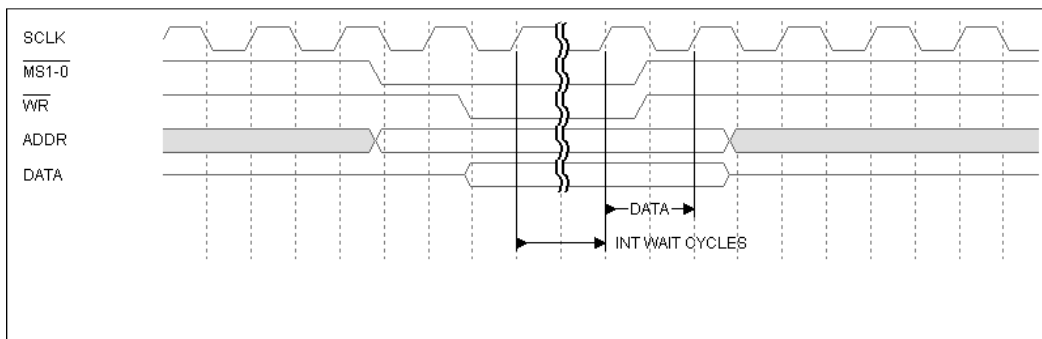 SCLK
MS1-0
WR
ADDR
DATA
DATA
INT WAIT CYCLES